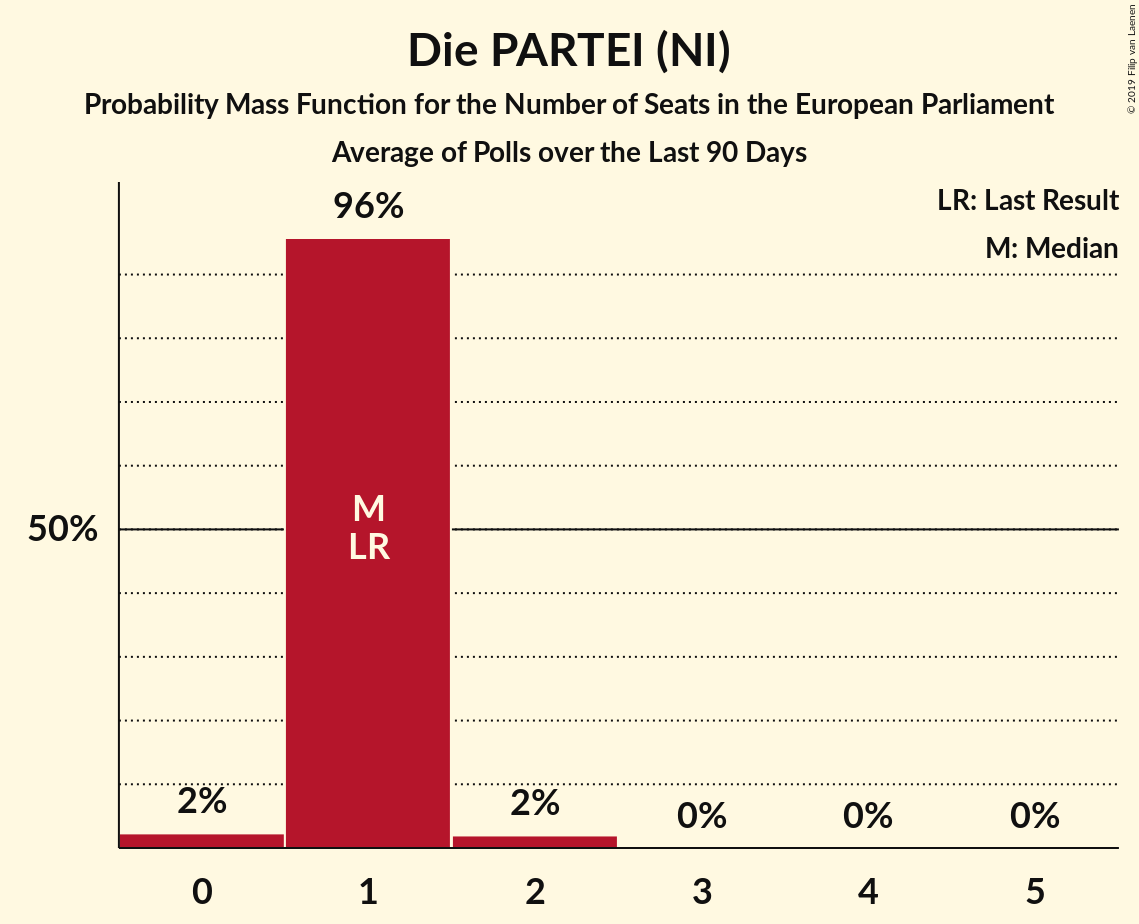 Die PARTEI (NI)
Probability Mass Function for the Number of Seats in the European Parliament
Average of Polls over the Last 90 Days
© 2019 Filip van Laenen
LR: Last Result
M: Median
96%
M
LR
50%
2%
2%
0%
0%
0%
0
1
2
3
4
5